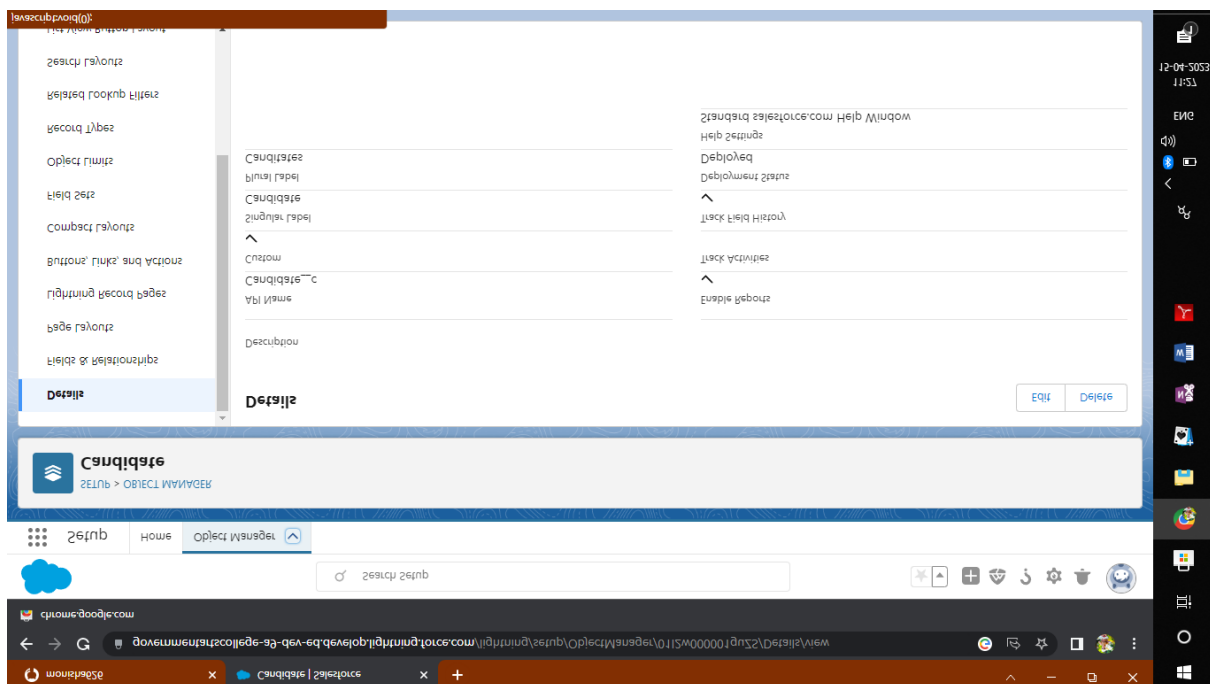 monisha626
Candidate | Salesforce
governmentartscollege-a9-dev-ed.develop.lightning.force.com/lightning/setup/ObjectManager/01I2w000001guZS/Details/view
chrome.google.com
Search Setup
Setup
Home
Object Manager
SETUP > OBJECT MANAGER
Candidate
Details
Fields & Relationships
Page Layouts
Lightning Record Pages
Buttons, Links, and Actions
Compact Layouts
Field Sets
Object Limits
Record Types
Related Lookup Filters
Search Layouts
List View Button Layout
Details
Edit
Delete
Description
API Name
Candidate__c
Custom
Singular Label
Candidate
Plural Label
Canditates
Enable Reports
Track Activities
Track Field History
Deployment Status
Deployed
Help Settings
Standard salesforce.com Help Window
javascript:void(0);
ENG
11:27
15-04-2023
1